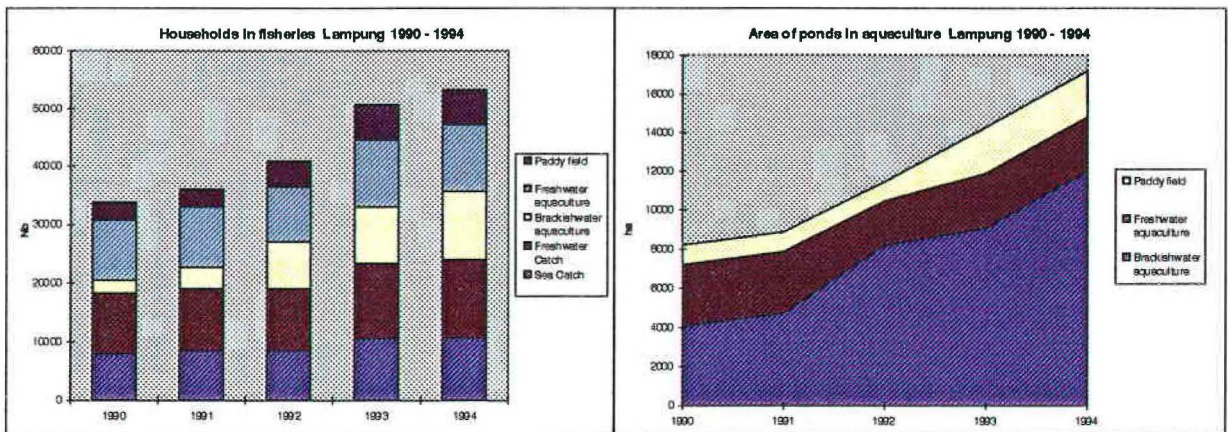 Households in fisheries Lampung 1990 - 1994
60000
50000
40000
30000
20000
10000
0
Nb
1990 1991 1992 1993 1994
Paddy field
Freshwater
aquaculture
Brackishwater
aquaculture
Freshwater
Catch
Sea Catch
Area of ponds in aquaculture Lampung 1990 - 1994
18000
16000
14000
12000
10000
8000
6000
4000
2000
0
ha
1990 1991 1992 1993 1994
Paddy field
Freshwater
aquaculture
Brackishwater
aquaculture